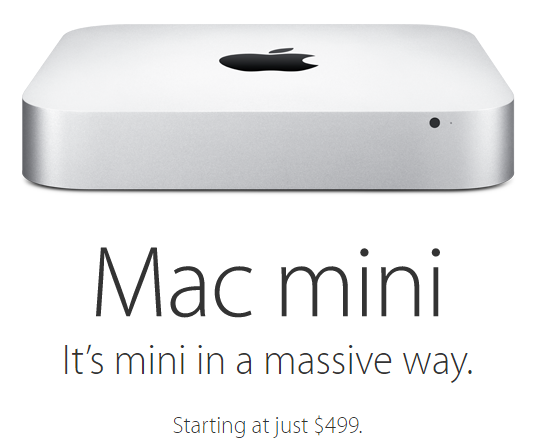 Mac mini
It's mini in a massive way.
Starting at just $499.